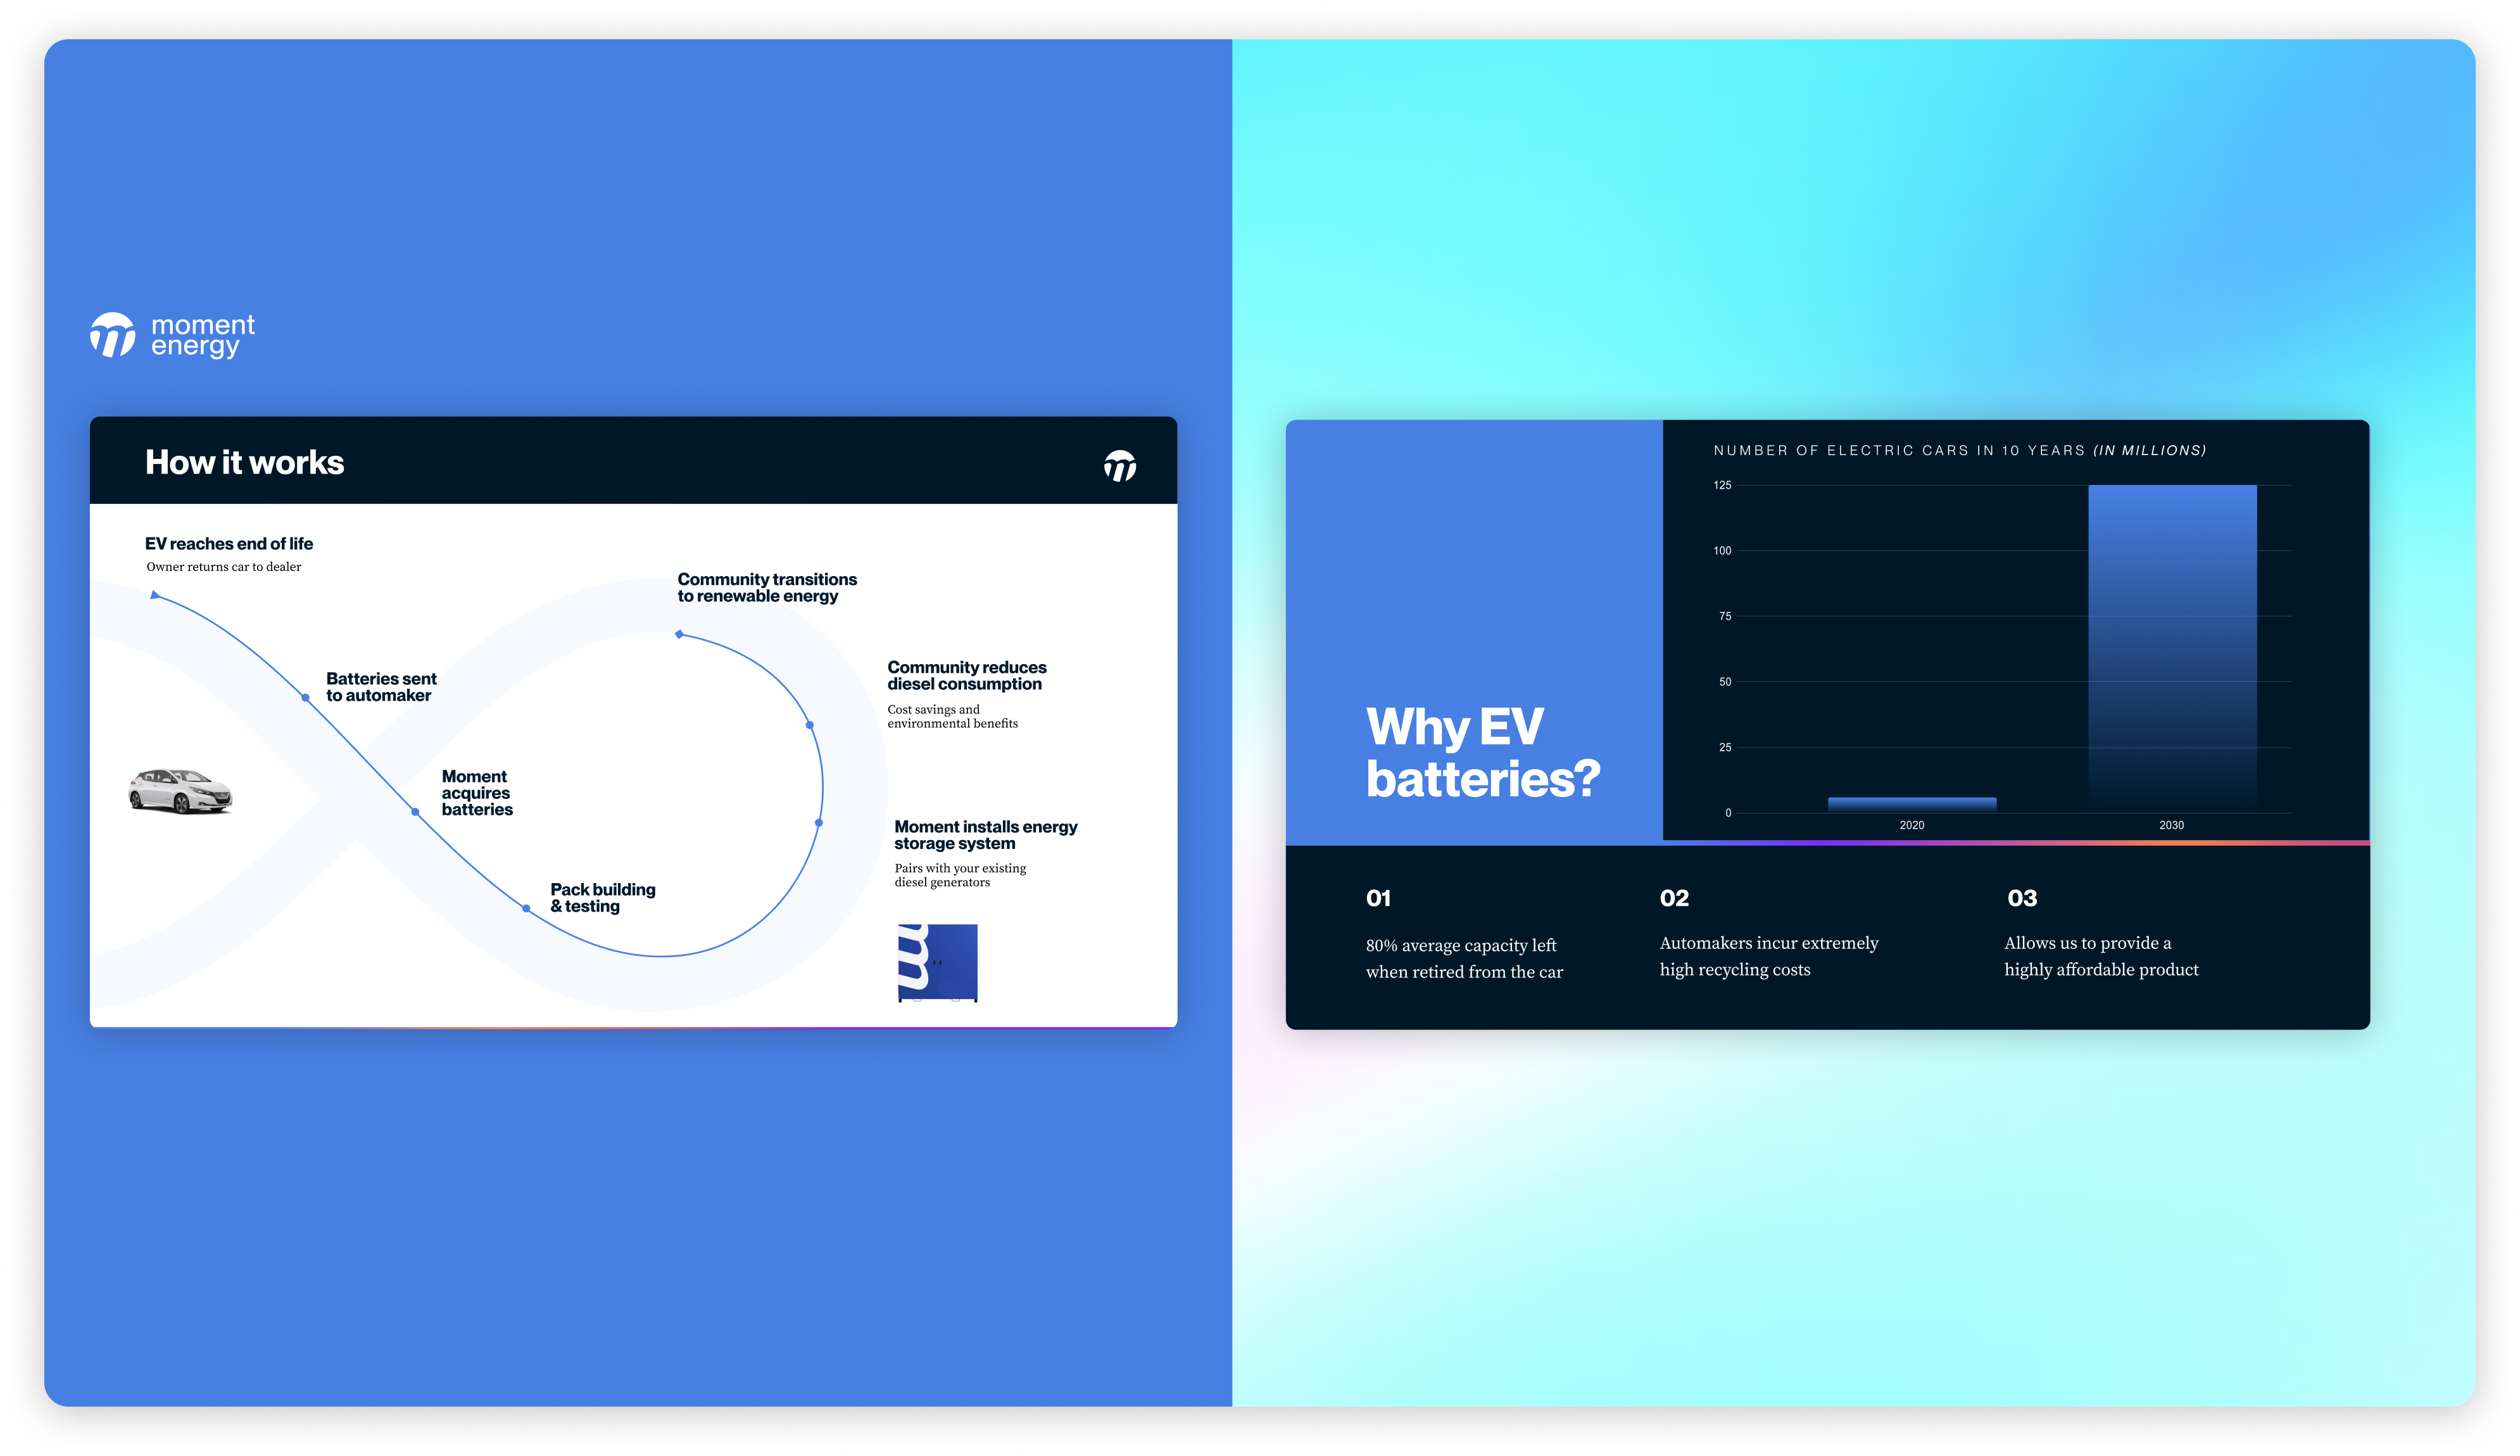 moment
energy
How it works
EV reaches end of life
Owner returns car to dealer
Batteries sent
to automaker
Moment
acquires
batteries
Pack building
& testing
Community transitions
to renewable energy
Community reduces
diesel consumption
Cost savings and
environmental benefits
Moment installs energy
storage system
Pairs with your existing
diesel generators
Why EV
batteries?
NUMBER OF ELECTRIC CARS IN 10 YEARS (IN MILLIONS)
125
100
75
50
25
0
2020
2030
01
80% average capacity left
when retired from the car
02
Automakers incur extremely
high recycling costs
03
Allows us to provide a
highly affordable product